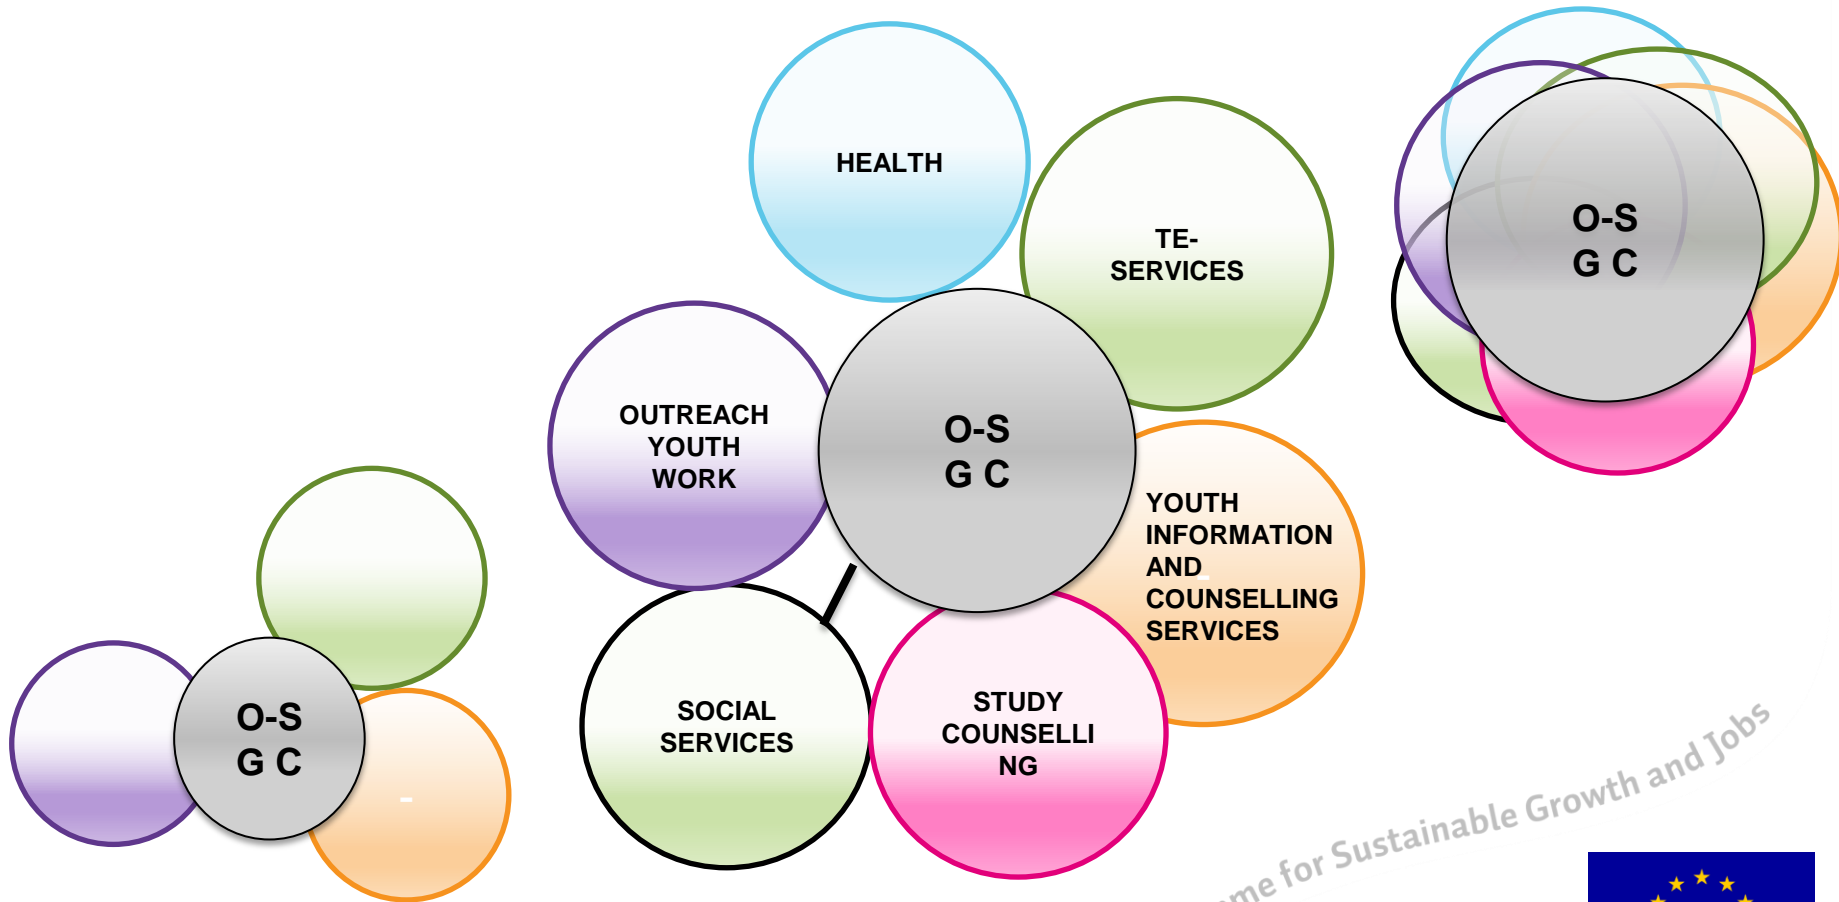 HEALTH
TE-
SERVICES
OUTREACH
YOUTH
WORK
O-S
G C
YOUTH
INFORMATION
AND
COUNSELLING
SERVICES
SOCIAL
SERVICES
STUDY
COUNSELLI
NG
O-S
G C
-
O-S
G C
for Sustainable Growth and Jobs